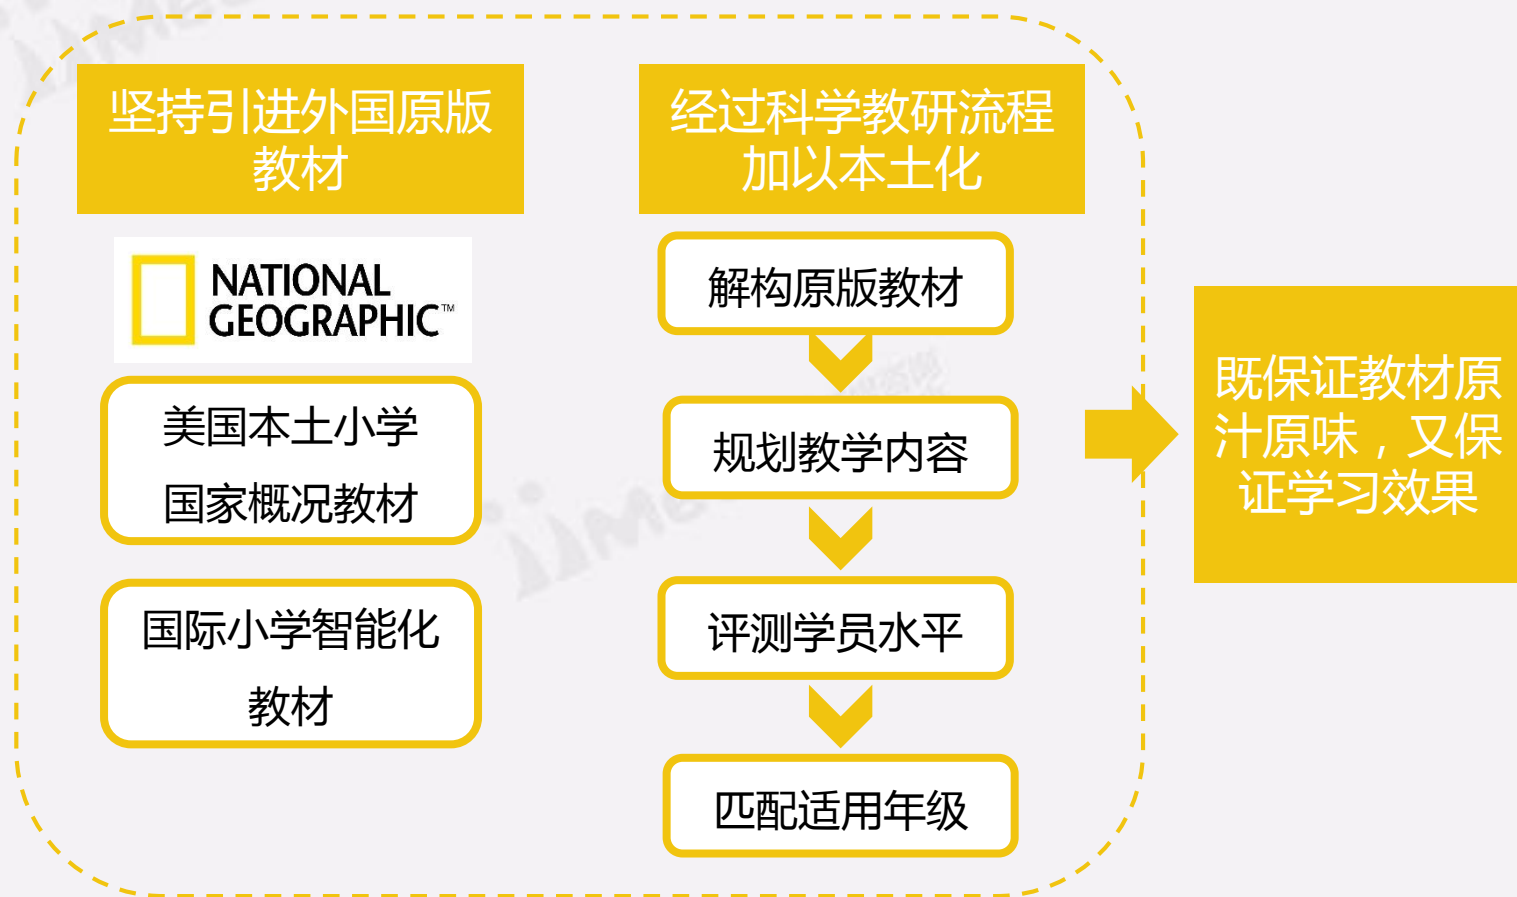 坚持引进外国原版
教材
经过科学教研流程
加以本土化
NATIONAL
GEOGRAPHIC™
美国本土小学
国家概况教材
国际小学智能化
教材
解构原版教材
规划教学内容
评测学员水平
匹配适用年级
既保证教材原
汁原味，又保
证学习效果